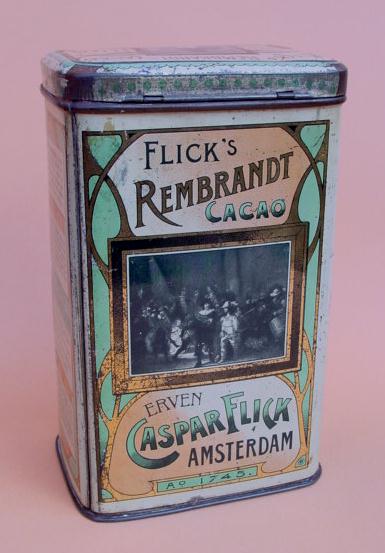 FLICK'S
REMBRANDT
CACAO
ERVEN
CASPAR FLICK
AMSTERDAM
Ao 1745.